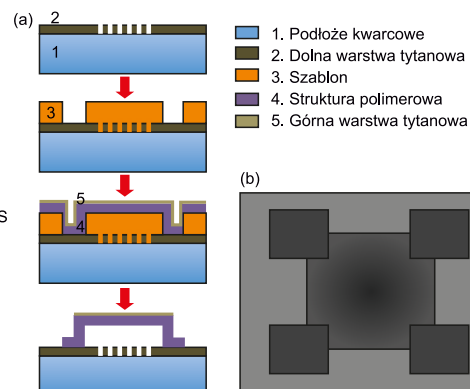 (a)
2
1
3
5
4
S
1. Podłoże kwarcowe
2. Dolna warstwa tytanowa
3. Szablon
4. Struktura polimerowa
5. Górna warstwa tytanowa
(b)